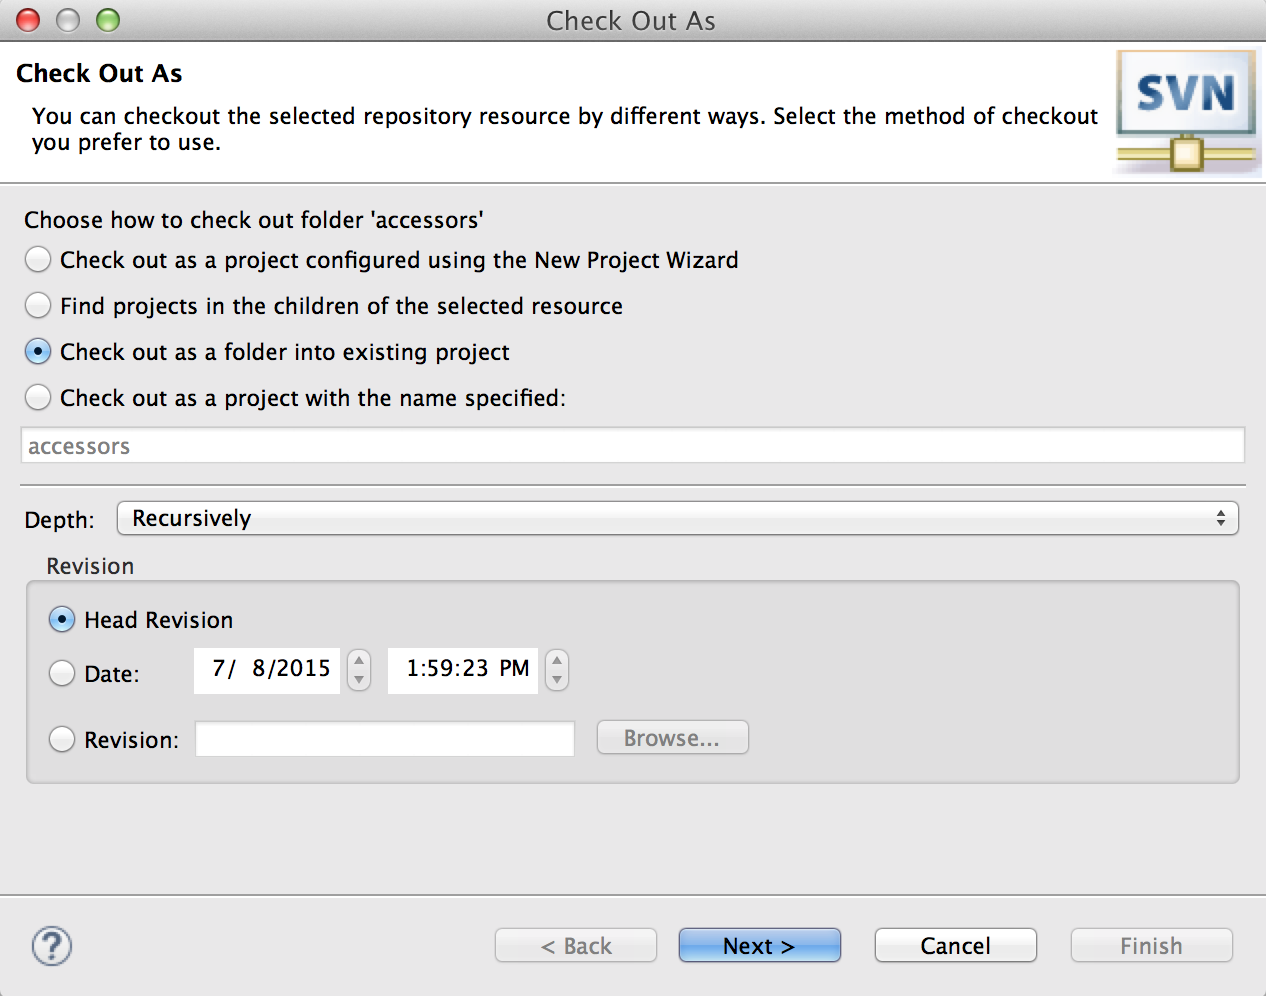 Check Out As
Check Out As
You can checkout the selected repository resource by different ways. Select the method of checkout
you prefer to use.
SVN
Choose how to check out folder 'accessors'
Check out as a project configured using the New Project Wizard
Find projects in the children of the selected resource
Check out as a folder into existing project
Check out as a project with the name specified:
accessors
Depth: Recursively
Revision
Head Revision
Date: 7/ 8/2015 1:59:23 PM
Revision: Browse...
? < Back Next > Cancel Finish